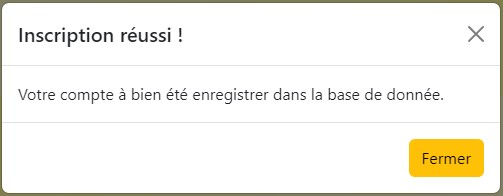 Inscription réussi !
Votre compte à bien été enregistrer dans la base de donnée.
Fermer